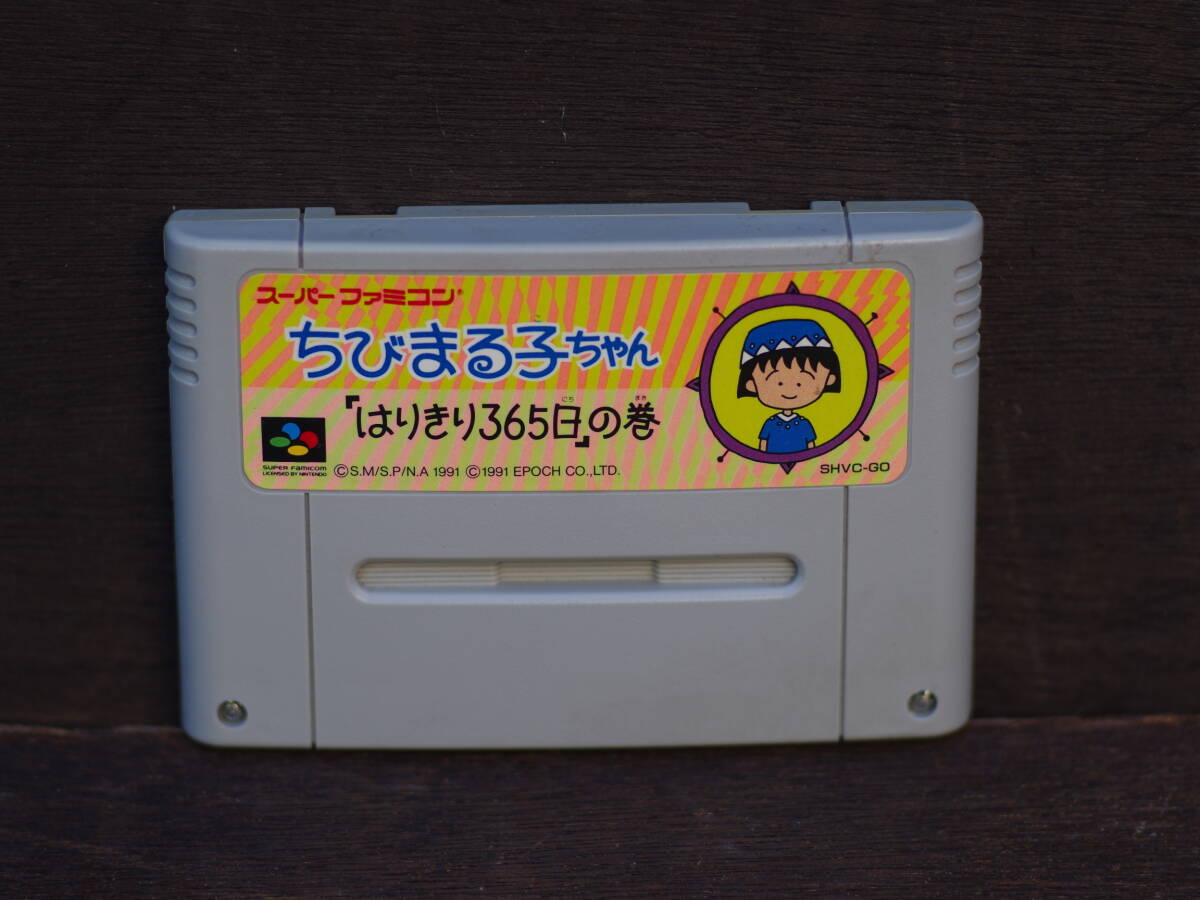 スーパーファミコン
ちびまる子ちゃん
「はりきり365日」の巻
SUPER FAMICOM
LICENSED BY NINTENDO
©S.M/S.P/N.A 1991 ©1991 EPOCH CO.,LTD.
SHVC-GO